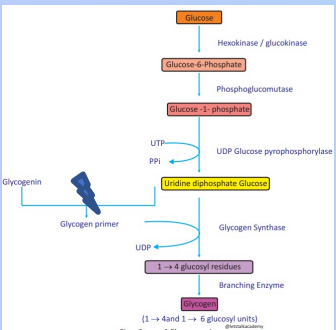 Glucose
Hexokinase / glucokinase
Glucose-6-Phosphate
Phosphoglucomutase
Glucose -1- phosphate
UTP
UDP Glucose pyrophosphorylase
PPi
Glycogenin
Uridine diphosphate Glucose
Glycogen primer
Glycogen Synthase
UDP
1 → 4 glucosyl residues
Branching Enzyme
Glycogen
(1 → 4and 1 → 6 glucosyl units)
@letstalkacademy